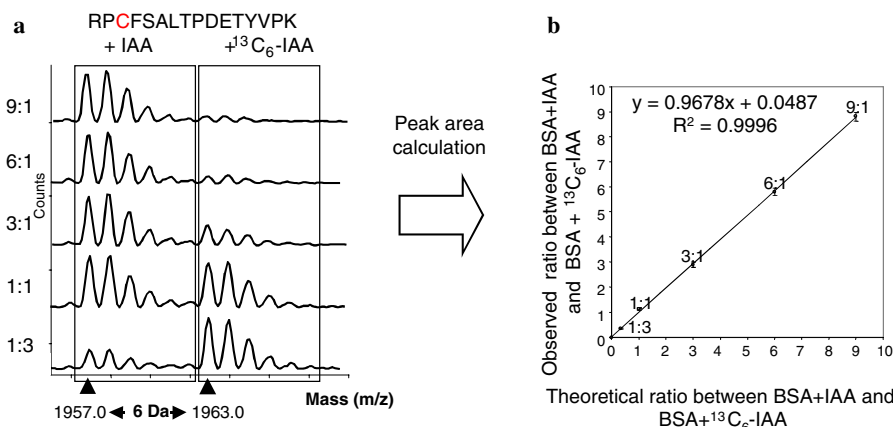 a
RPCFSALTPDETYVPK
+ IAA
+¹³C₆-IAA
9:1
6:1
3:1
1:1
1:3
Counts
Mass (m/z)
1957.0
6 Da
1963.0
Peak area
calculation
b
Observed ratio between BSA+IAA
and BSA + ¹³C₆-IAA
10
9
8
7
6
5
4
3
2
1
0
y = 0.9678x + 0.0487
R² = 0.9996
9:1
6:1
3:1
1:1
1:3
0 1 2 3 4 5 6 7 8 9 10
Theoretical ratio between BSA+IAA and
BSA+¹³C₆-IAA